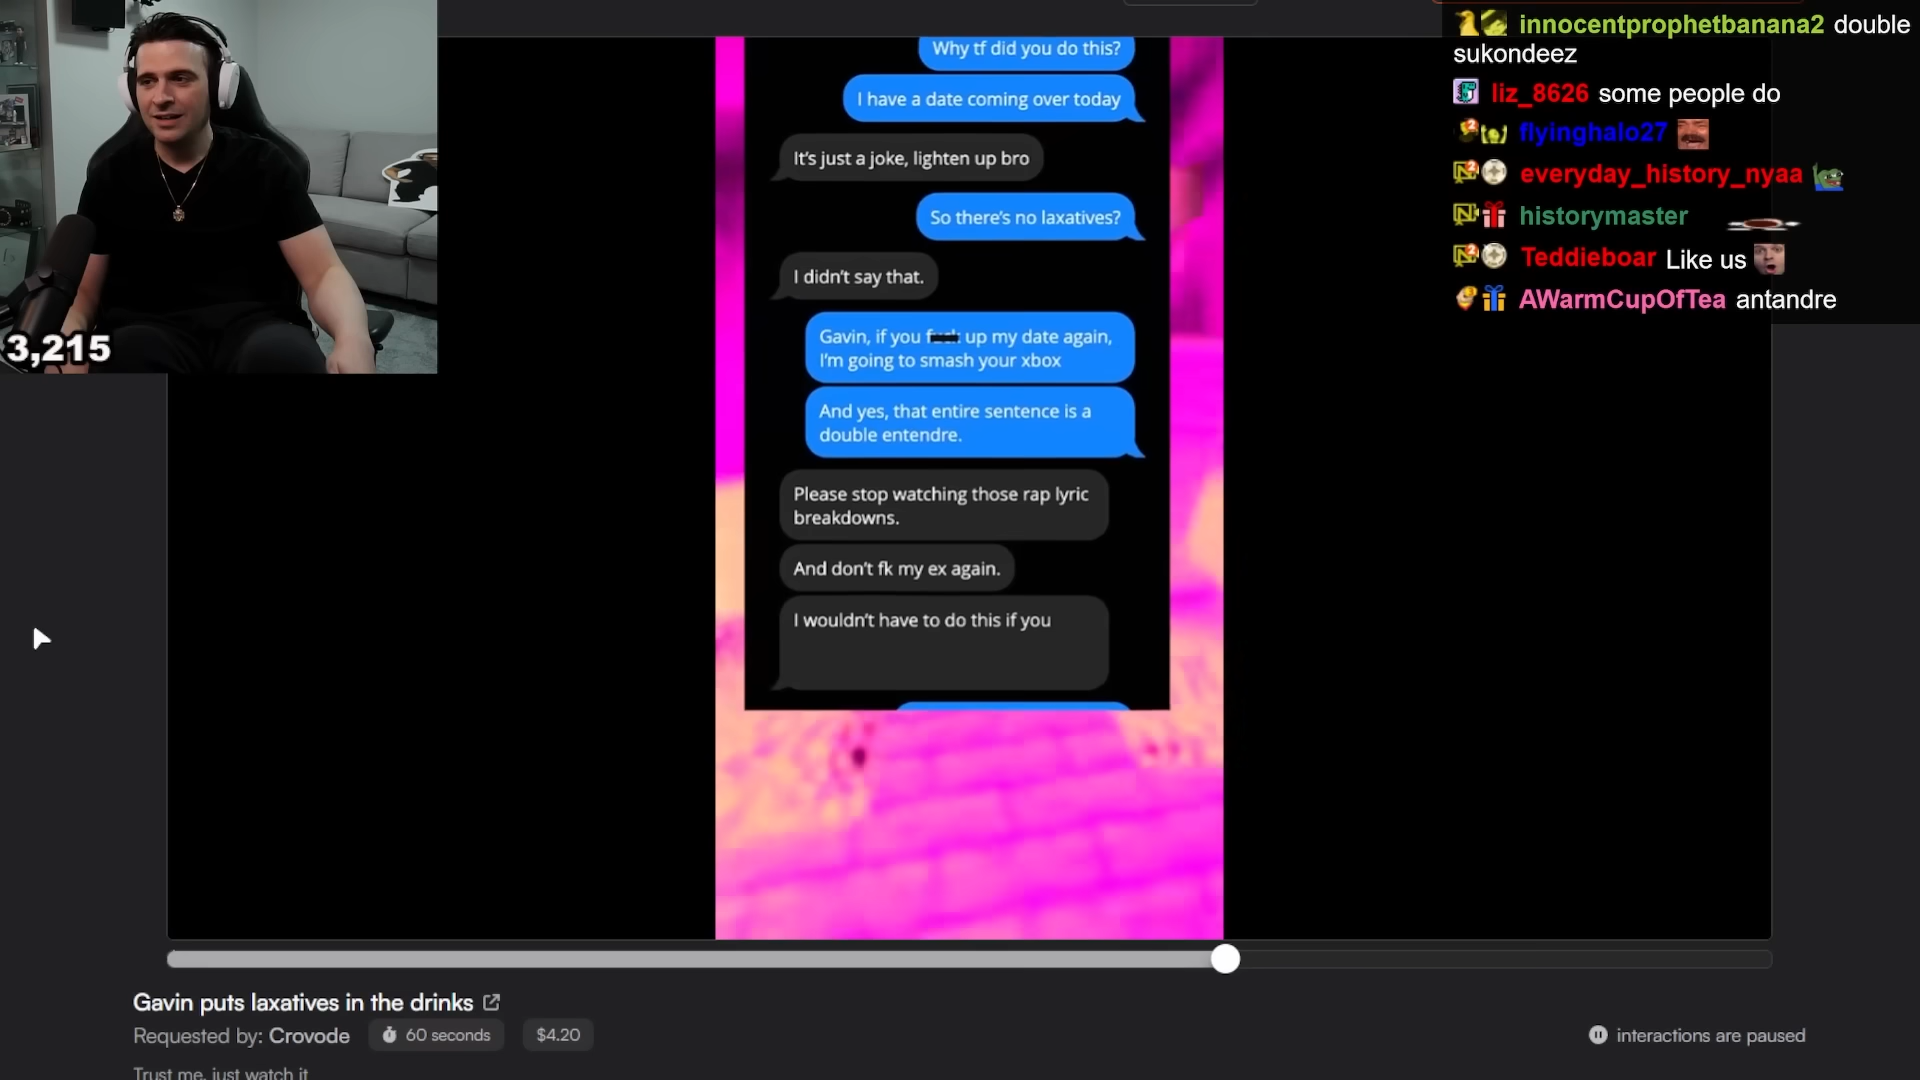 innocentprophetbanana2 double
sukondeez
liz_8626 some people do
flyinghalo27
everyday_history_nyaa
historymaster
Teddieboar Like us
AWarmCupOfTea antandre
3,215
Why tf did you do this?
I have a date coming over today
It's just a joke, lighten up bro
So there's no laxatives?
I didn't say that.
Gavin, if you up my date again,
I'm going to smash your xbox
And yes, that entire sentence is a
double entendre.
Please stop watching those rap lyric
breakdowns.
And don't fk my ex again.
I wouldn't have to do this if you
Gavin puts laxatives in the drinks
Requested by: Crovode 60 seconds $4.20
interactions are paused
Trust me, just watch it